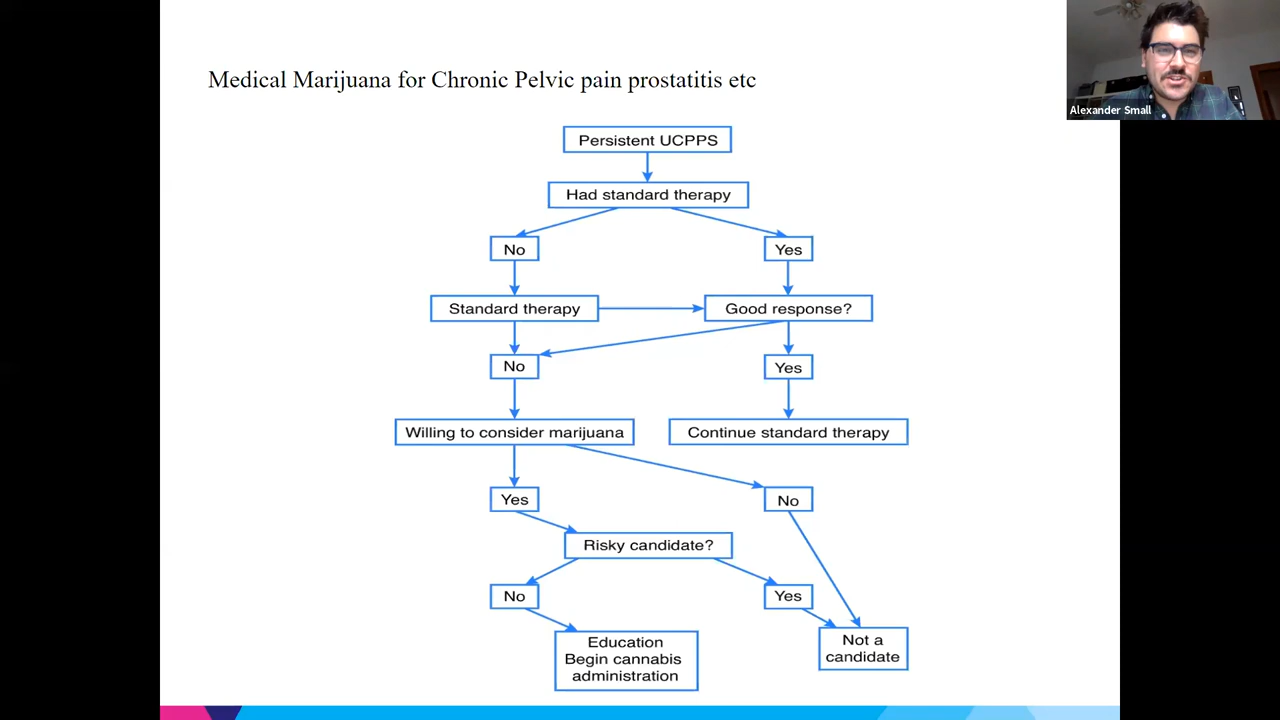 Medical Marijuana for Chronic Pelvic pain prostatitis etc
Alexander Small
Persistent UCPPS
Had standard therapy
No
Yes
Standard therapy
Good response?
No
Yes
Willing to consider marijuana
Continue standard therapy
Yes
No
Risky candidate?
No
Yes
Education
Begin cannabis
administration
Not a
candidate